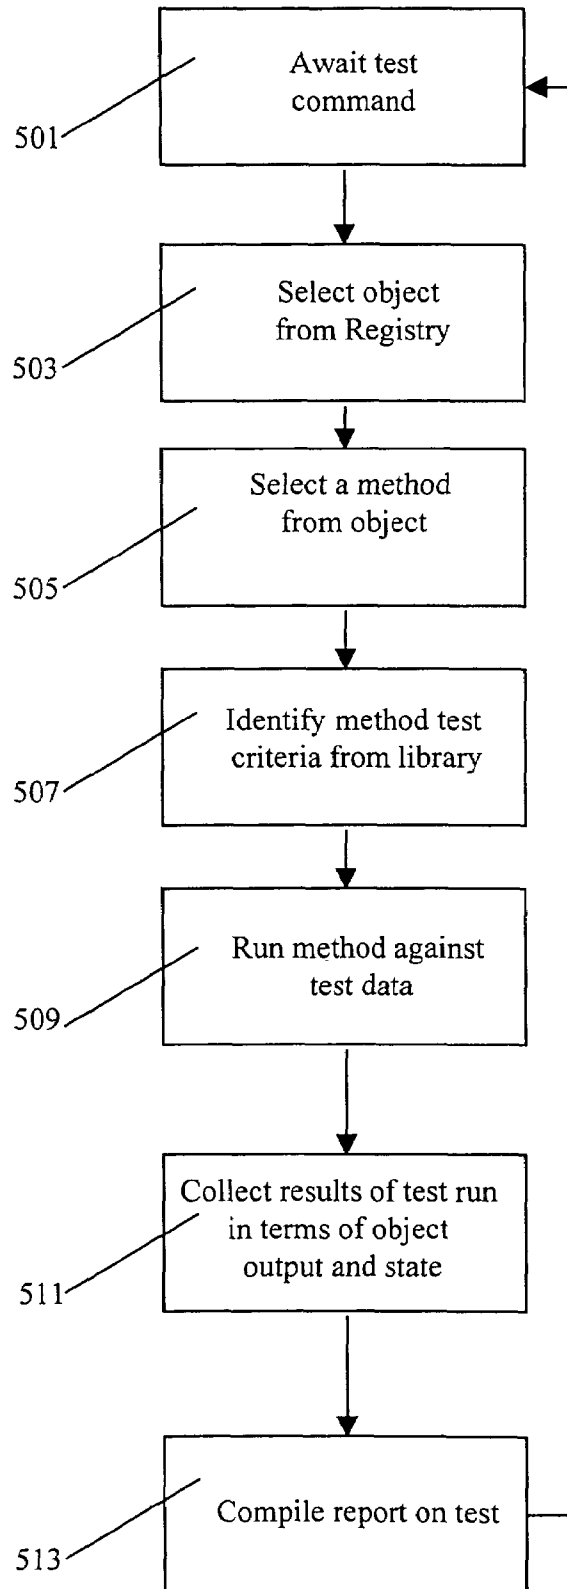 Await test
command
501
Select object
from Registry
503
Select a method
from object
505
Identify method test
criteria from library
507
Run method against
test data
509
Collect results of test run
in terms of object
output and state
511
Compile report on test
513